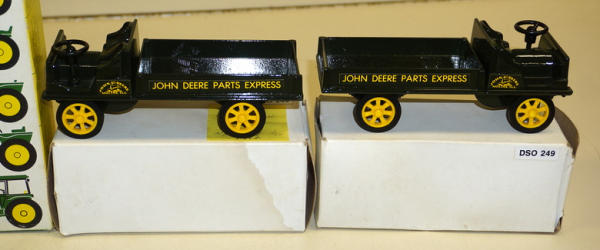 JOHN DEERE PARTS EXPRESS
JOHN DEERE PARTS EXPRESS
DSO 249